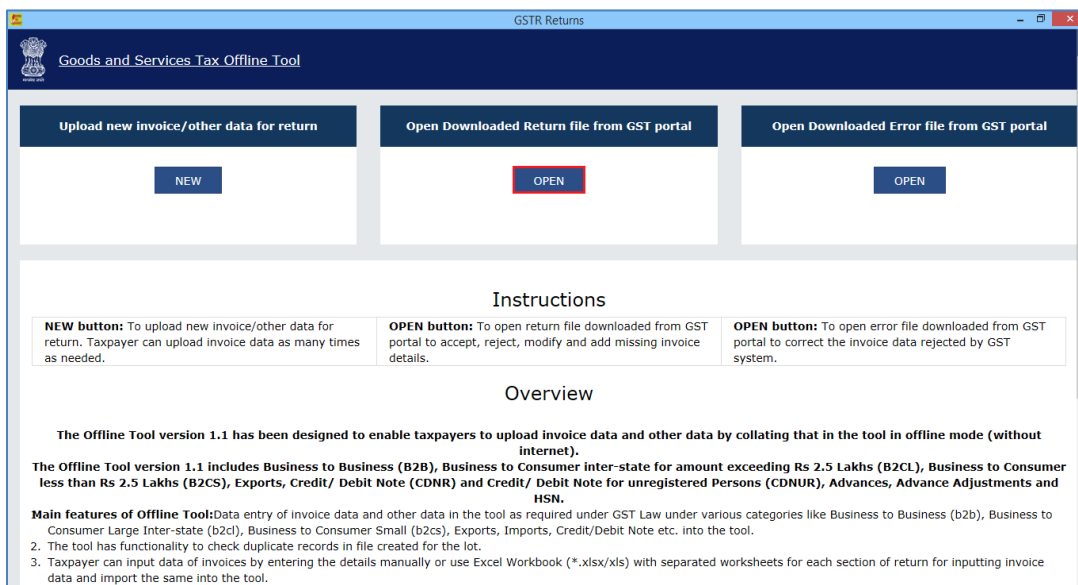 GSTR Returns
Goods and Services Tax Offline Tool
Upload new invoice/other data for return
NEW
Open Downloaded Return file from GST portal
OPEN
Open Downloaded Error file from GST portal
OPEN
Instructions
NEW button: To upload new invoice/other data for
return. Taxpayer can upload invoice data as many times
as needed.
OPEN button: To open return file downloaded from GST
portal to accept, reject, modify and add missing invoice
details.
OPEN button: To open error file downloaded from GST
portal to correct the invoice data rejected by GST
system.
Overview
The Offline Tool version 1.1 has been designed to enable taxpayers to upload invoice data and other data by collating that in the tool in offline mode (without
internet).
The Offline Tool version 1.1 includes Business to Business (B2B), Business to Consumer inter-state for amount exceeding Rs 2.5 Lakhs (B2CL), Business to Consumer
less than Rs 2.5 Lakhs (B2CS), Exports, Credit/ Debit Note (CDNR) and Credit/ Debit Note for unregistered Persons (CDNUR), Advances, Advance Adjustments and
HSN.
Main features of Offline Tool:Data entry of invoice data and other data in the tool as required under GST Law under various categories like Business to Business (b2b), Business to
Consumer Large Inter-state (b2cl), Business to Consumer Small (b2cs), Exports, Imports, Credit/Debit Note etc. into the tool.
2. The tool has functionality to check duplicate records in file created for the lot.
3. Taxpayer can input data of invoices by entering the details manually or use Excel Workbook (*.xlsx/xls) with separated worksheets for each section of return for inputting invoice
data and import the same into the tool.